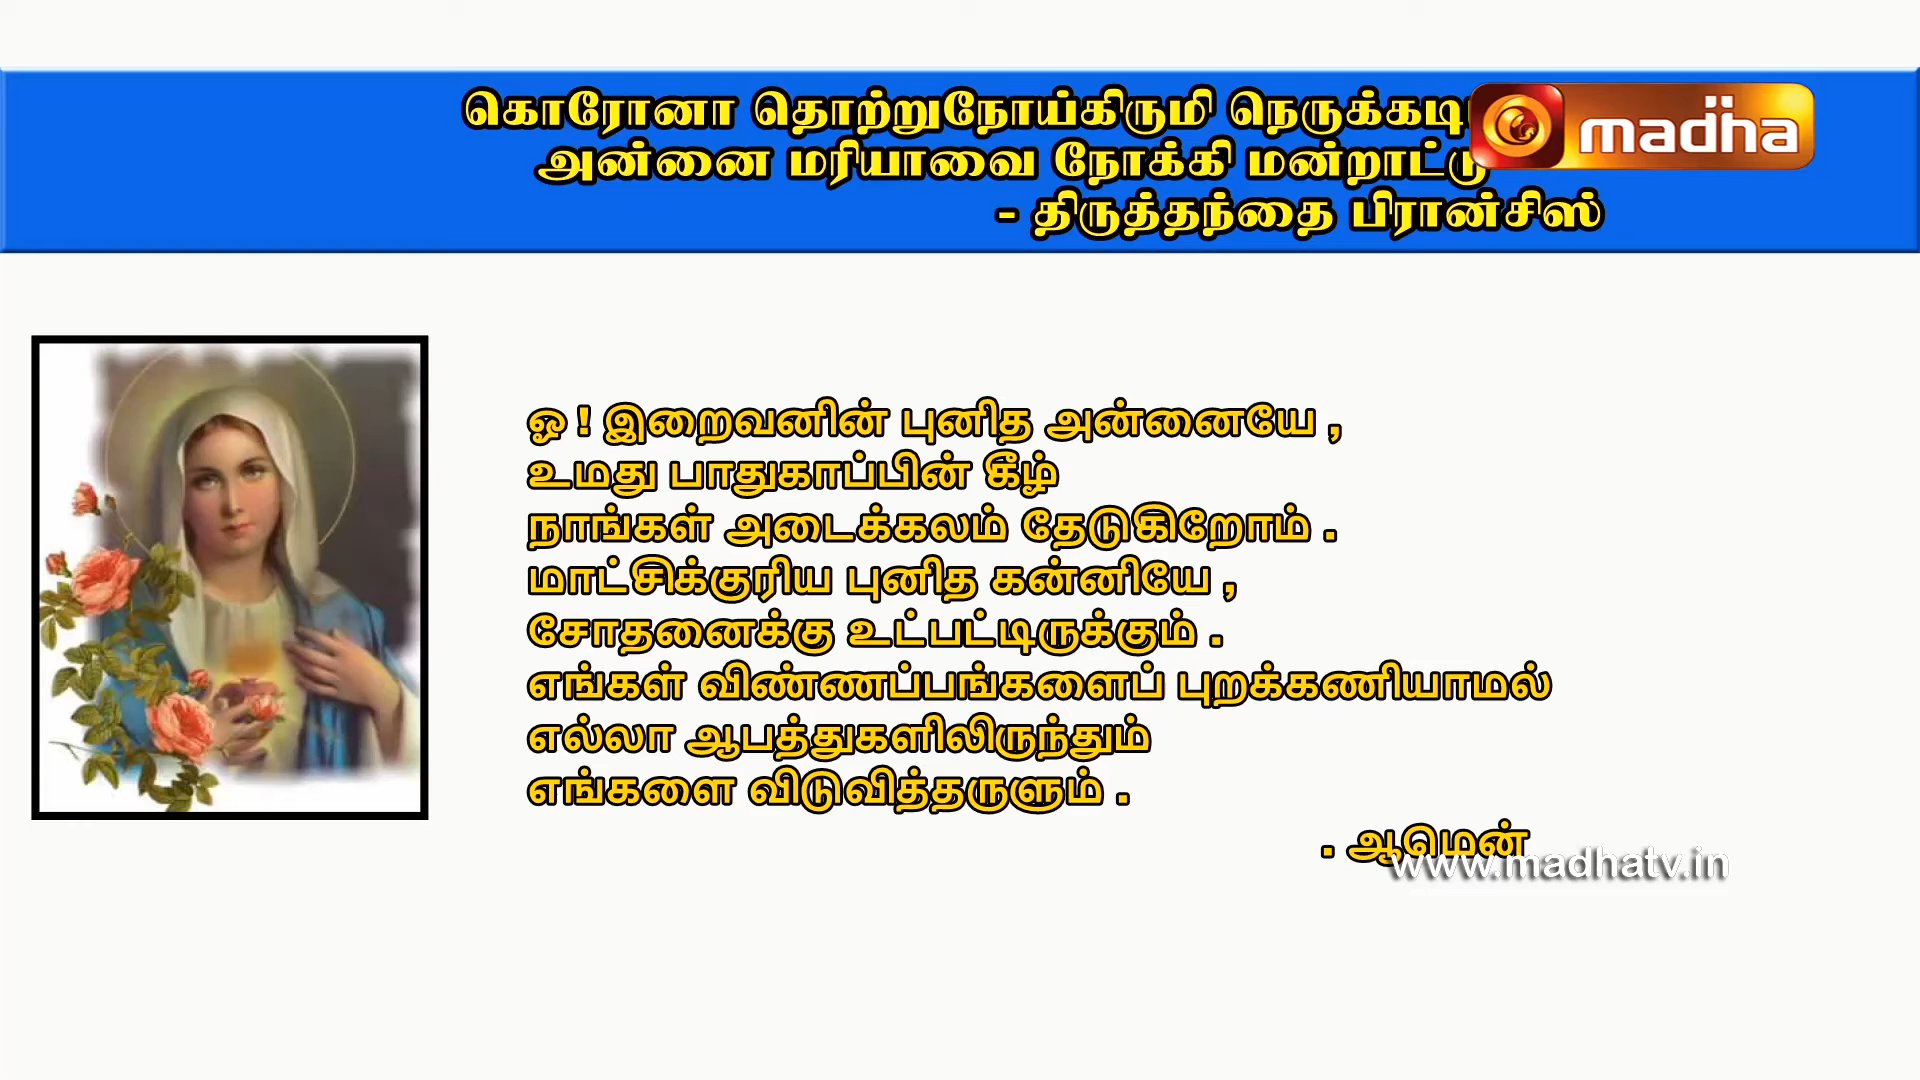 கொரோனா தொற்றுநோய்கிருமி
madha
அன்னை மரியாவை நோக்கி மன்றாட்டு
- திருத்தந்தை பிரான்சிஸ்
ஓ ! இறைவனின் புனித அன்னையே ,
உமது பாதுகாப்பின் கீழ்
நாங்கள் அடைக்கலம் தேடுகிறோம் .
மாட்சிக்குரிய புனித கன்னியே ,
சோதனைக்கு உட்பட்டிருக்கும் .
எங்கள் விண்ணப்பங்களைப் புறக்கணியாமல்
எல்லா ஆபத்துகளிலிருந்தும்
எங்களை விடுவித்தருளும் .
. ஆமென்
www.madhatv.in